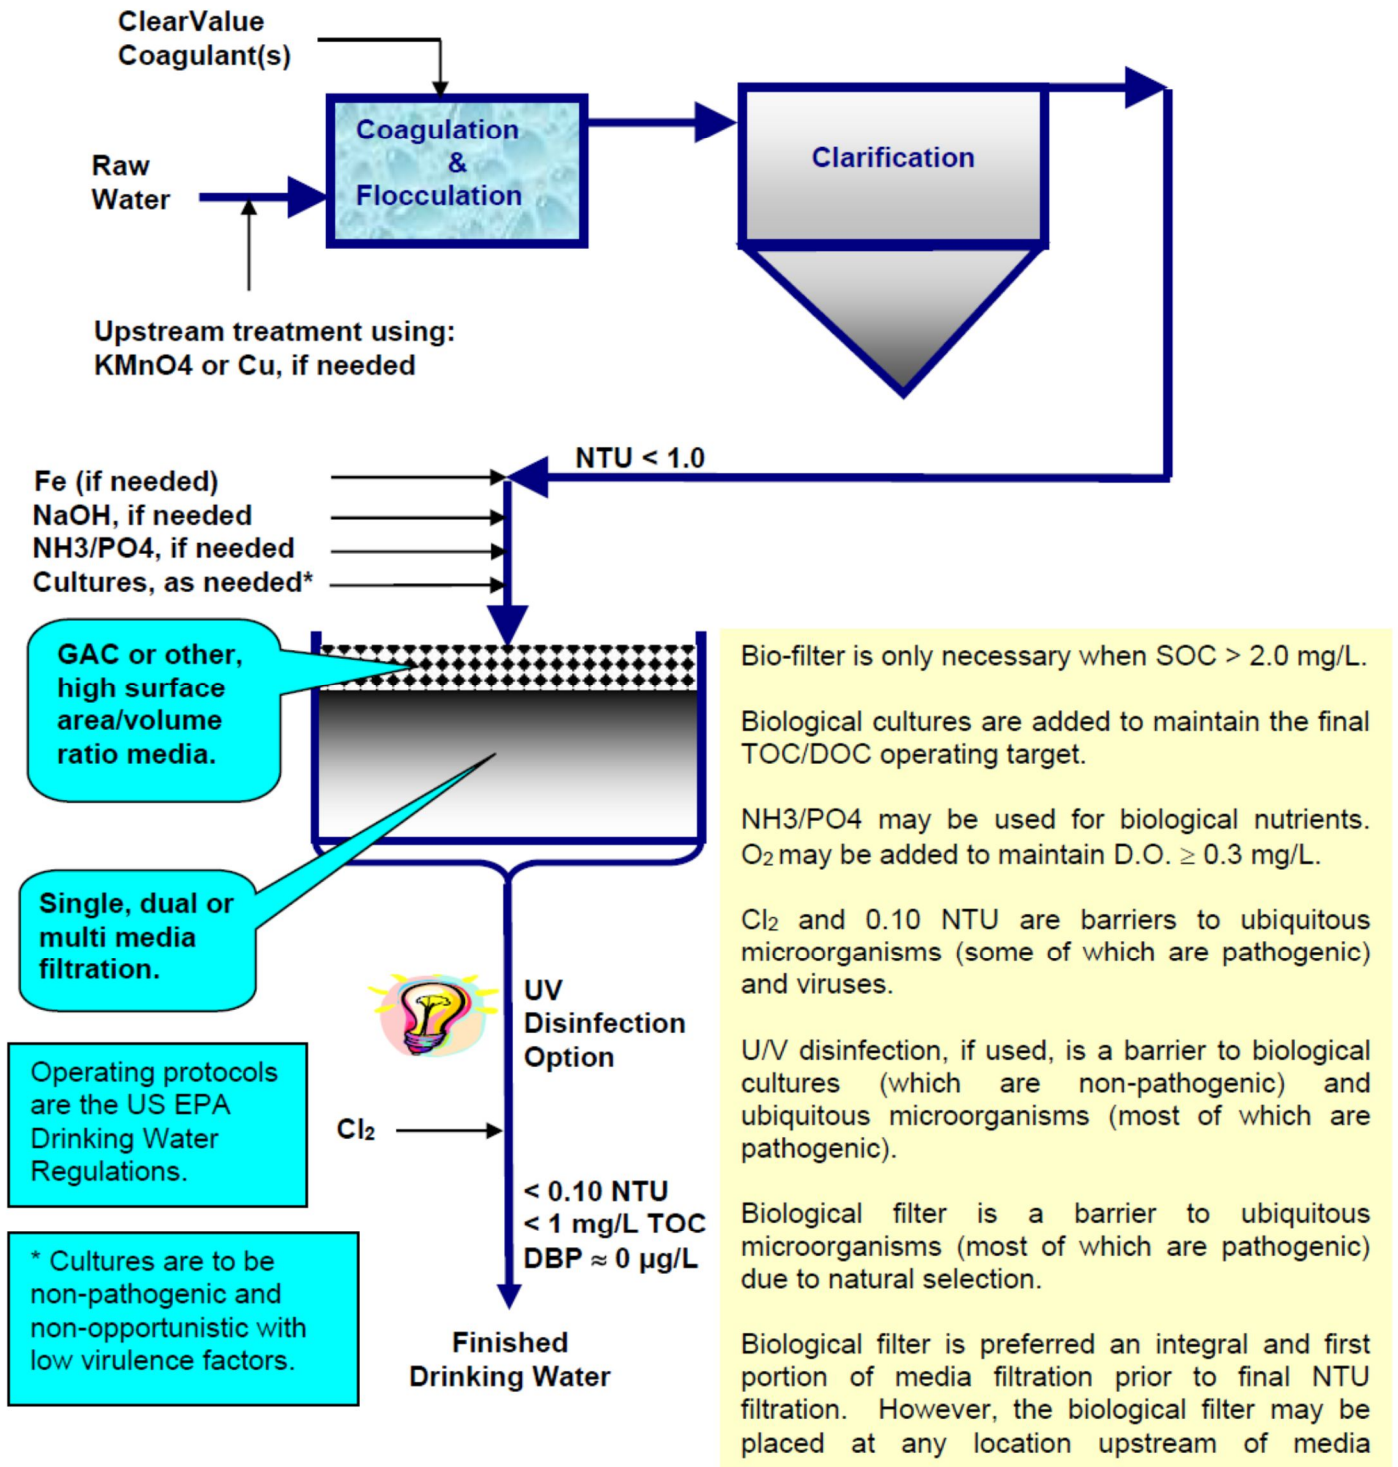 ClearValue
Coagulant(s)
Coagulation
&
Flocculation
Clarification
Raw
Water
Upstream treatment using:
KMnO4 or Cu, if needed
NTU < 1.0
Fe (if needed)
NaOH, if needed
NH3/PO4, if needed
Cultures, as needed*
GAC or other,
high surface
area/volume
ratio media.
Single, dual or
multi media
filtration.
UV
Disinfection
Option
Operating protocols
are the US EPA
Drinking Water
Regulations.
Cl₂
< 0.10 NTU
< 1 mg/L TOC
DBP ≈ 0 µg/L
* Cultures are to be
non-pathogenic and
non-opportunistic with
low virulence factors.
Finished
Drinking Water
Bio-filter is only necessary when SOC > 2.0 mg/L.
Biological cultures are added to maintain the final
TOC/DOC operating target.
NH3/PO4 may be used for biological nutrients.
O₂ may be added to maintain D.O. ≥ 0.3 mg/L.
Cl₂ and 0.10 NTU are barriers to ubiquitous
microorganisms (some of which are pathogenic)
and viruses.
U/V disinfection, if used, is a barrier to biological
cultures (which are non-pathogenic) and
ubiquitous microorganisms (most of which are
pathogenic).
Biological filter is a barrier to ubiquitous
microorganisms (most of which are pathogenic)
due to natural selection.
Biological filter is preferred an integral and first
portion of media filtration prior to final NTU
filtration. However, the biological filter may be
placed at any location upstream of media